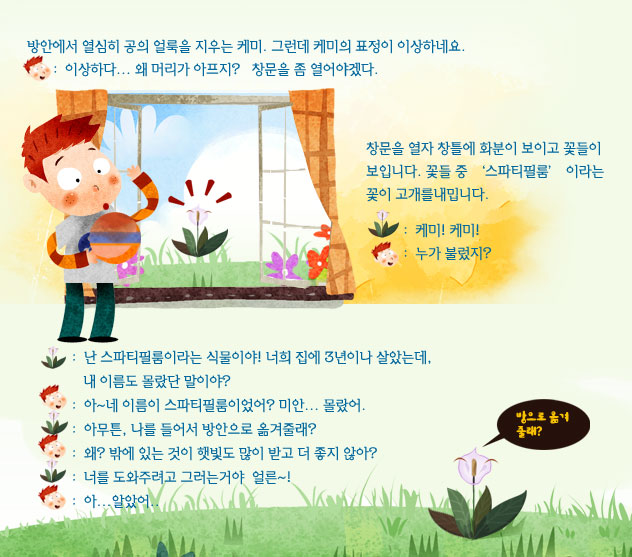 방안에서 열심히 공의 얼룩을 지우는 케미. 그런데 케미의 표정이 이상하네요.
: 이상하다... 왜 머리가 아프지? 창문을 좀 열어야겠다.
창문을 열자 창틀에 화분이 보이고 꽃들이
보입니다. 꽃들 중 '스파티필룸' 이라는
꽃이 고개를내밉니다.
: 케미! 케미!
: 누가 불렀지?
: 난 스파티필룸이라는 식물이야! 너희 집에 3년이나 살았는데,
내 이름도 몰랐단 말이야?
: 아~네 이름이 스파티필룸이었어? 미안... 몰랐어.
: 아무튼, 나를 들어서 방안으로 옮겨줄래?
: 왜? 밖에 있는 것이 햇빛도 많이 받고 더 좋지 않아?
: 너를 도와주려고 그러는거야 얼른~!
: 아...알았어..
방으로 옮겨
줄래?